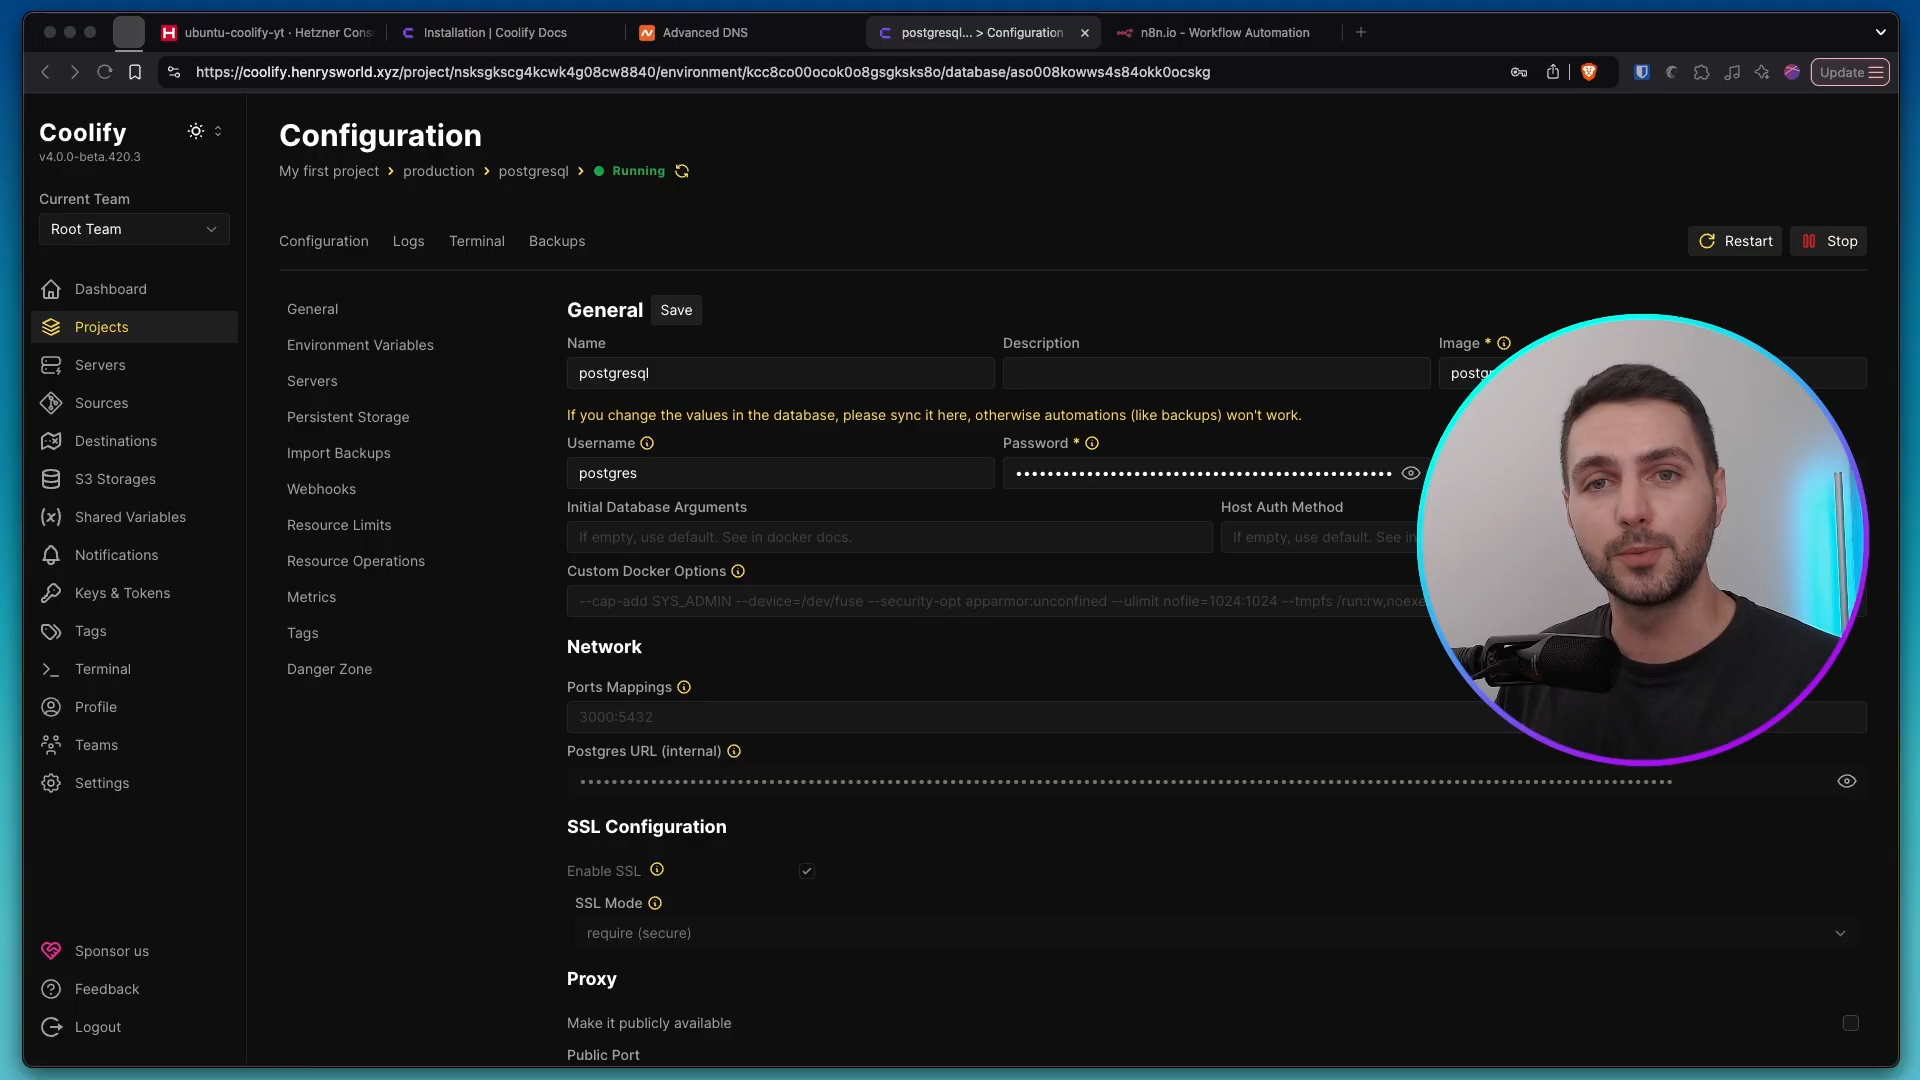 ubuntu-coolify-yt · Hetzner Cons
Installation | Coolify Docs
Advanced DNS
postgresql... > Configuration
n8n.io - Workflow Automation
https://coolify.henrysworld.xyz/project/nsksgkscg4kcwk4g08cw8840/environment/kcc8co00ocok0o8gsgksks8o/database/aso008kowws4s84okk0ocskg
Update
Coolify
v4.0.0-beta.420.3
Current Team
Root Team
Dashboard
Projects
Servers
Sources
Destinations
S3 Storages
Shared Variables
Notifications
Keys & Tokens
Tags
Terminal
Profile
Teams
Settings
Sponsor us
Feedback
Logout
Configuration
My first project > production > postgresql > Running
Configuration Logs Terminal Backups
Restart Stop
General
Environment Variables
Servers
Persistent Storage
Import Backups
Webhooks
Resource Limits
Resource Operations
Metrics
Tags
Danger Zone
General Save
Name Description Image *
postgresql postgr
If you change the values in the database, please sync it here, otherwise automations (like backups) won't work.
Username Password *
postgres
Initial Database Arguments Host Auth Method
If empty, use default. See in docker docs. If empty, use default. See in
Custom Docker Options
--cap-add SYS_ADMIN --device=/dev/fuse --security-opt apparmor:unconfined --ulimit nofile=1024:1024 --tmpfs /run:rw,noexe
Network
Ports Mappings
3000:5432
Postgres URL (internal)
SSL Configuration
Enable SSL
SSL Mode
require (secure)
Proxy
Make it publicly available
Public Port